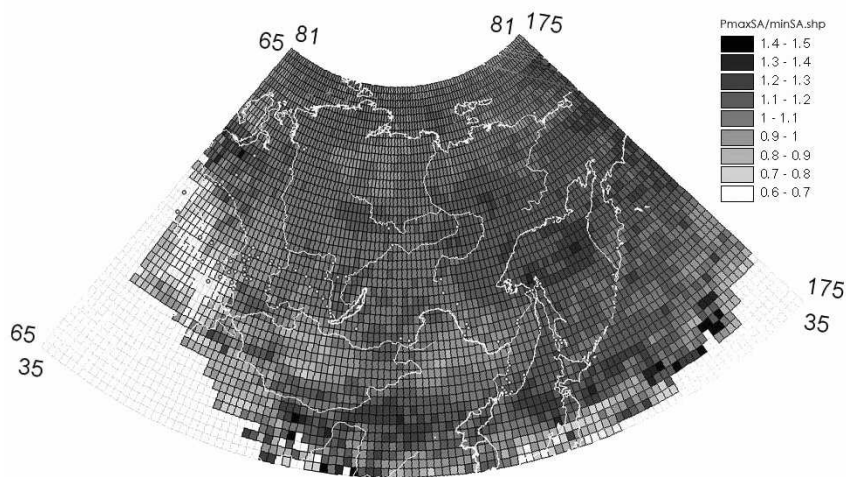 65 81
81 175
PmaxSA/minSA.shp
1.4 - 1.5
1.3 - 1.4
1.2 - 1.3
1.1 - 1.2
1 - 1.1
0.9 - 1
0.8 - 0.9
0.7 - 0.8
0.6 - 0.7
175
35
65
35